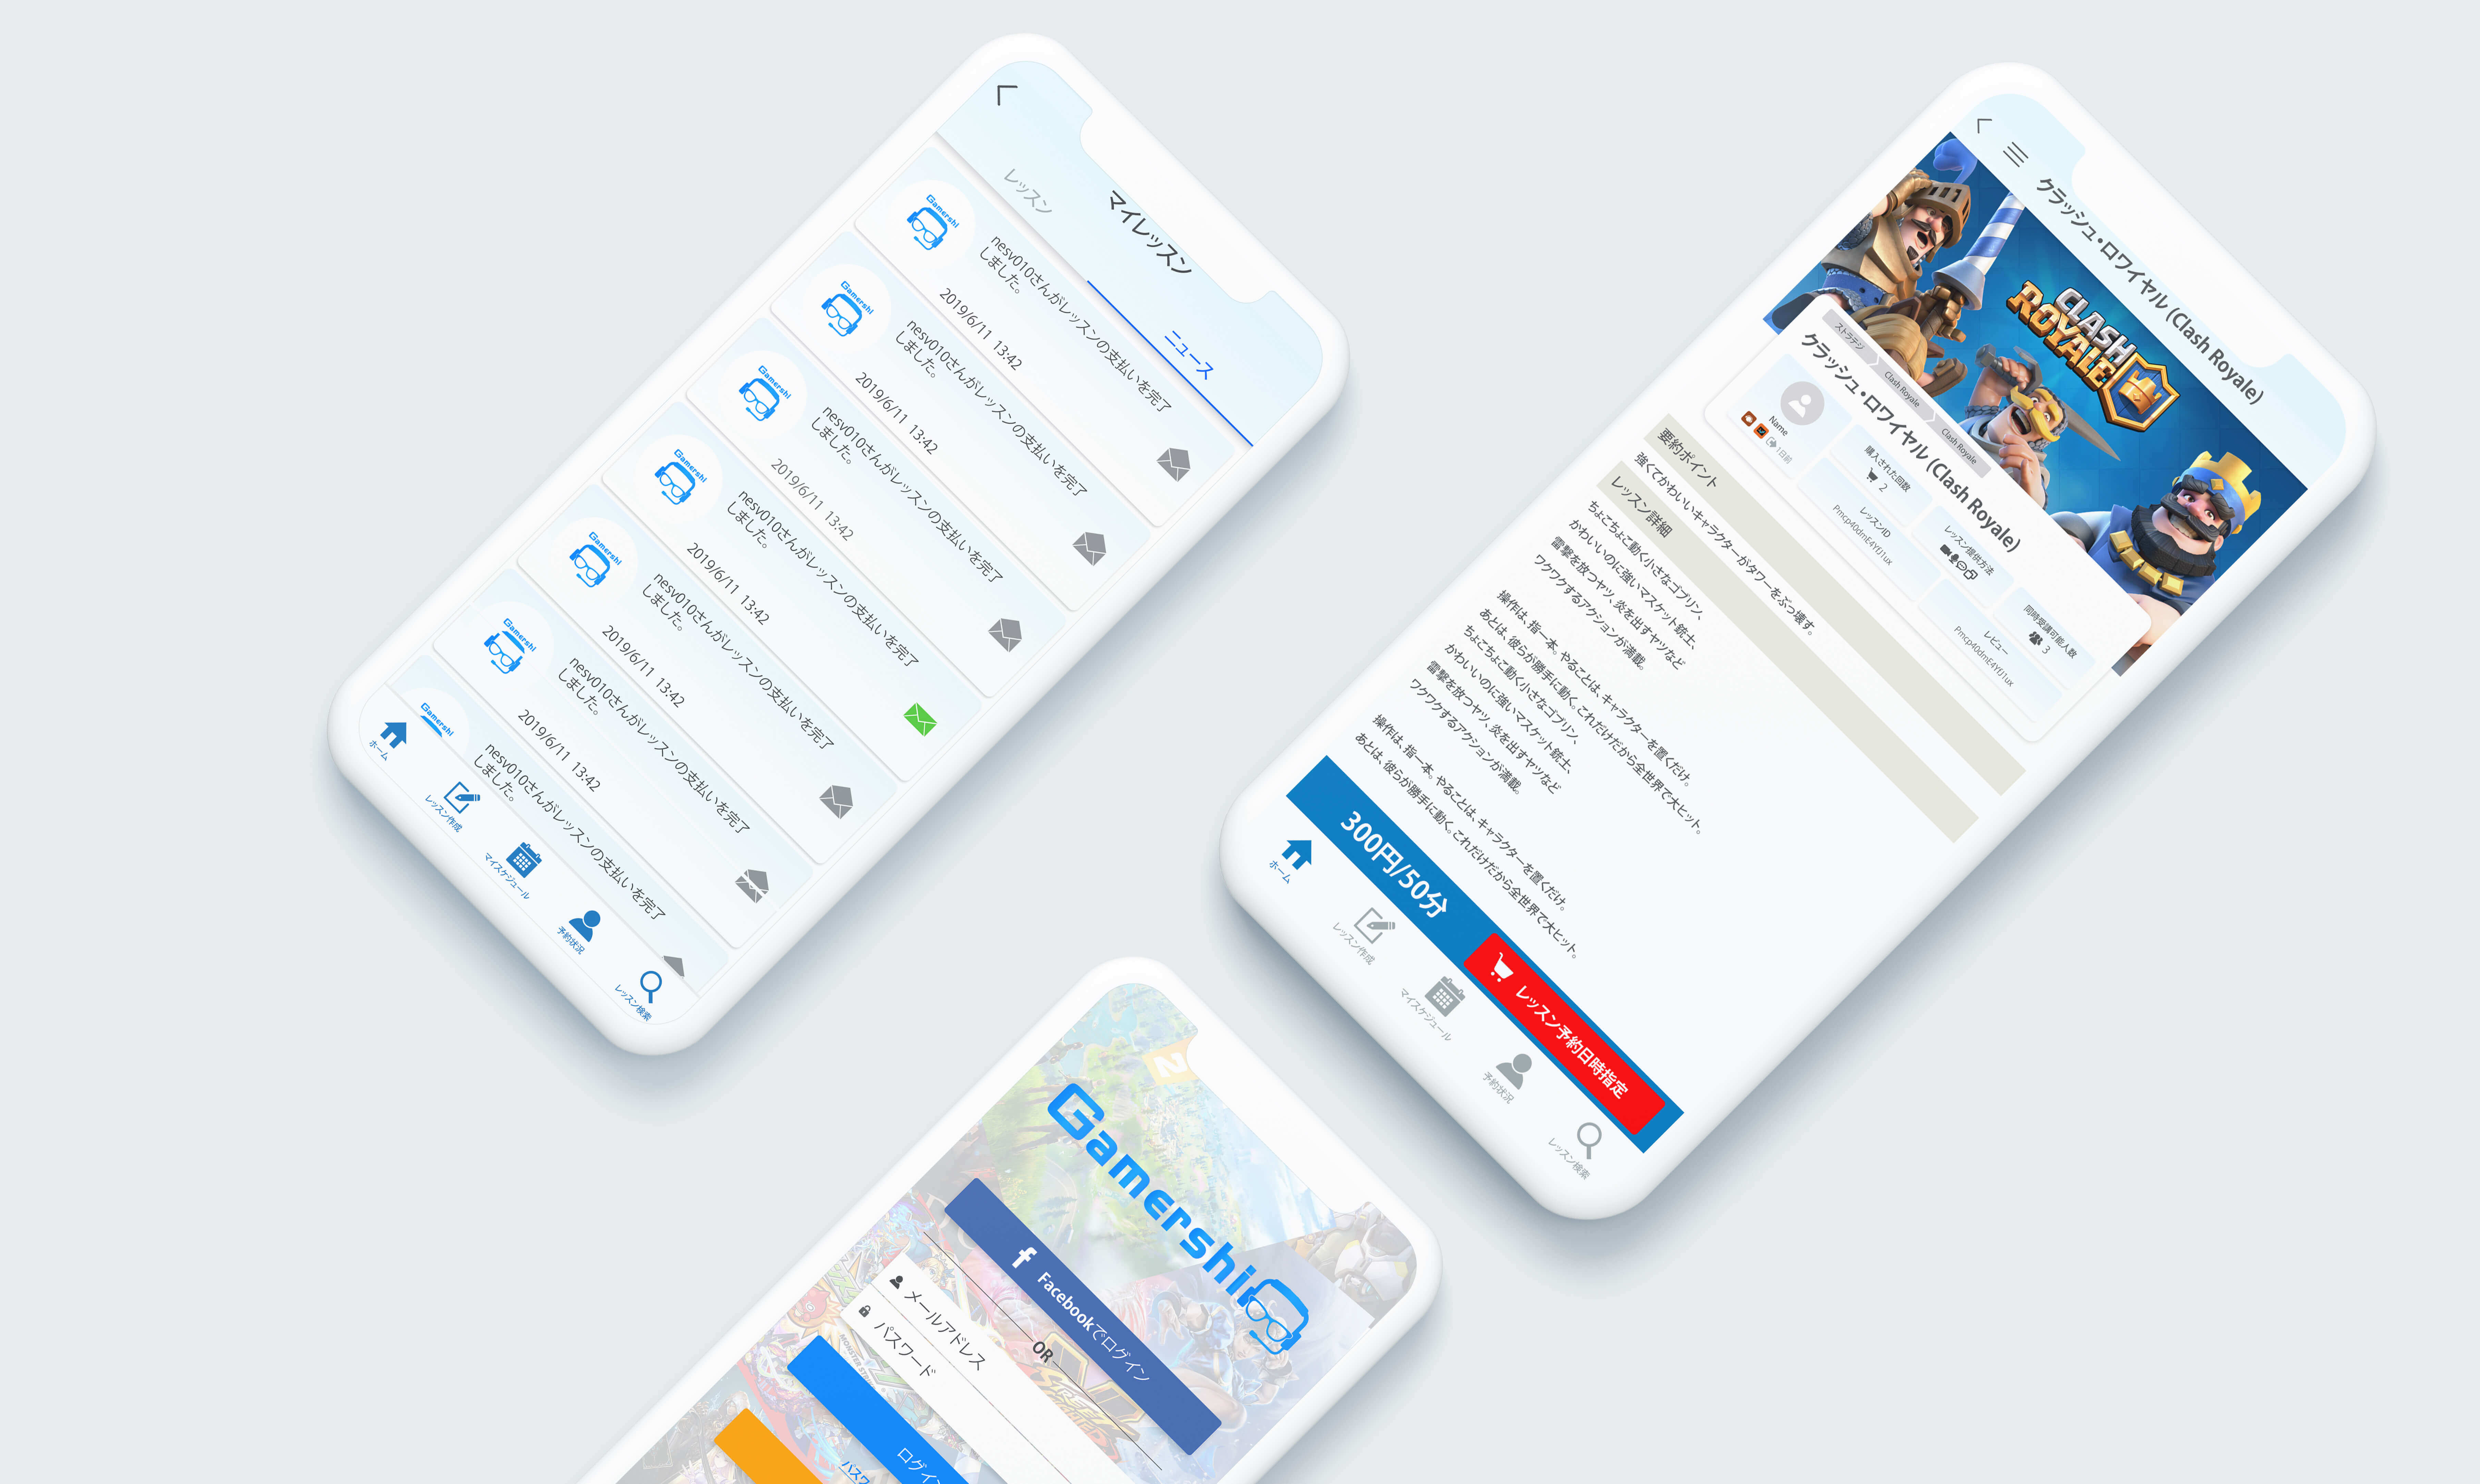 マイレッスン
レッスン
ニュース
Gamershi
nesv010さんがレッスンの支払いを完了
しました。
2019/6/11 13:42
Gamershi
nesv010さんがレッスンの支払いを完了
しました。
2019/6/11 13:42
Gamershi
nesv010さんがレッスンの支払いを完了
しました。
2019/6/11 13:42
Gamershi
nesv010さんがレッスンの支払いを完了
しました。
2019/6/11 13:42
Gamershi
nesv010さんがレッスンの支払いを完了
しました。
2019/6/11 13:42
Gamershi
nesv010さんがレッスンの支払いを完了
しました。
2019/6/11 13:42
Gamershi
nesv010さんがレッスンの支払いを完了
しました。
ホーム
レッスン作成
マイスケジュール
予約状況
レッスン検索
クラッシュ・ロワイヤル (Clash Royale)
CLASH
ROYALE
ストラテジ
Clash Royale
Clash Royale
クラッシュ・ロワイヤル (Clash Royale)
Name
1日前
購入された回数
2
レッスン提供方法
同時受講可能人数
3
レッスンID
Pmcp40dmE4YfJ1ux
レビュー
Pmcp40dmE4YfJ1ux
要約ポイント
強くてかわいいキャラクターがタワーをぶっ壊す。
レッスン詳細
ちょこちょこ動く小さなゴブリン、
かわいいのに強いマスケット銃士、
雷撃を放つヤツ、炎を出すヤツなど
ワクワクするアクションが満載。
操作は、指一本。やることは、キャラクターを置くだけ。
あとは、彼らが勝手に動く。これだけだから全世界で大ヒット。
ちょこちょこ動く小さなゴブリン、
かわいいのに強いマスケット銃士、
雷撃を放つヤツ、炎を出すヤツなど
ワクワクするアクションが満載。
操作は、指一本。やることは、キャラクターを置くだけ。
あとは、彼らが勝手に動く。これだけだから全世界で大ヒット。
300円/50分
レッスン予約日時指定
ホーム
レッスン作成
マイスケジュール
予約状況
レッスン検索
Gamershi
Facebookでログイン
OR
メールアドレス
パスワード
ログイン
パスワ